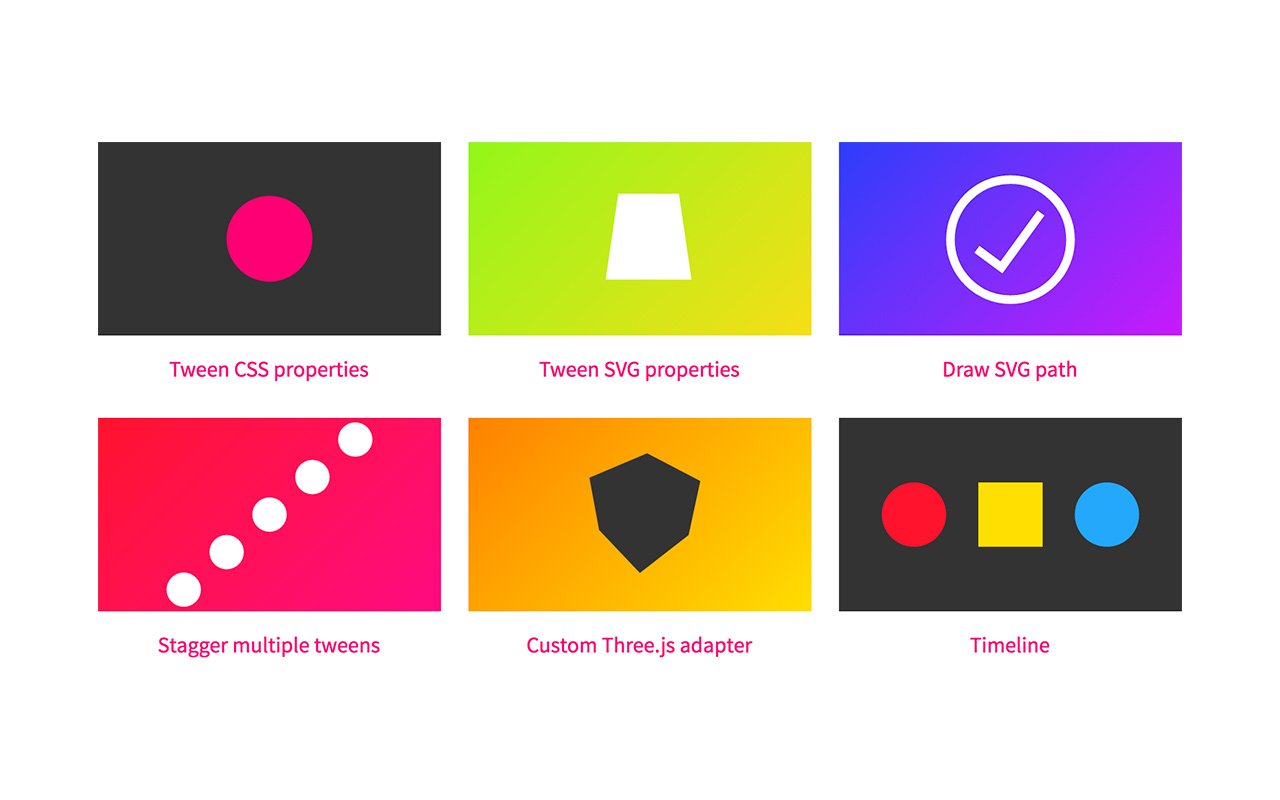 Tween CSS properties
Tween SVG properties
Draw SVG path
Stagger multiple tweens
Custom Three.js adapter
Timeline